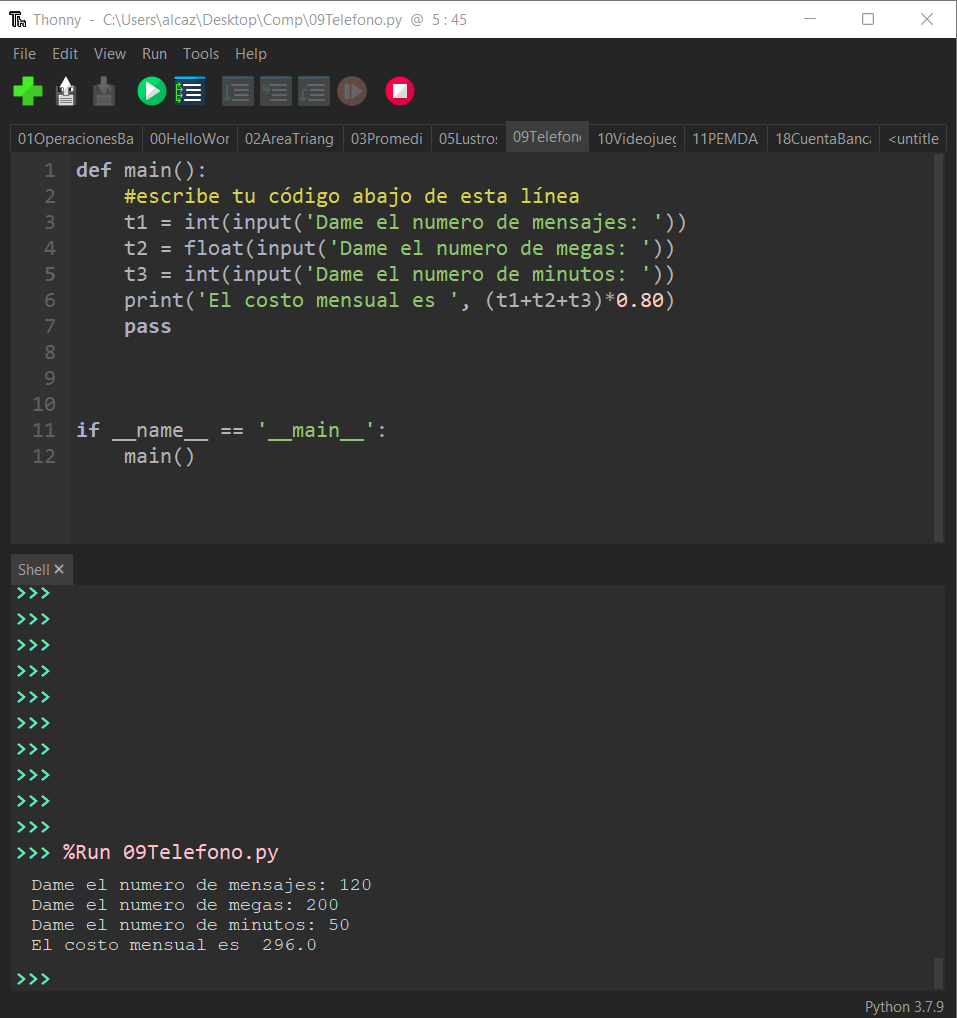 Thonny - C:\Users\alcaz\Desktop\Comp\09Telefono.py @ 5 : 45
File Edit View Run Tools Help
01OperacionesBa 00HelloWor 02AreaTriang 03Promedi 05Lustros 09Telefono 10Videojueg 11PEMDA 18CuentaBanca <untitle
1 def main():
2     #escribe tu código abajo de esta línea
3     t1 = int(input('Dame el numero de mensajes: '))
4     t2 = float(input('Dame el numero de megas: '))
5     t3 = int(input('Dame el numero de minutos: '))
6     print('El costo mensual es ', (t1+t2+t3)*0.80)
7     pass
8
9
10
11 if __name__ == '__main__':
12     main()
Shell ×
>>>
>>>
>>>
>>>
>>>
>>>
>>>
>>>
>>>
>>>
>>> %Run 09Telefono.py
Dame el numero de mensajes: 120
Dame el numero de megas: 200
Dame el numero de minutos: 50
El costo mensual es  296.0
>>>
Python 3.7.9